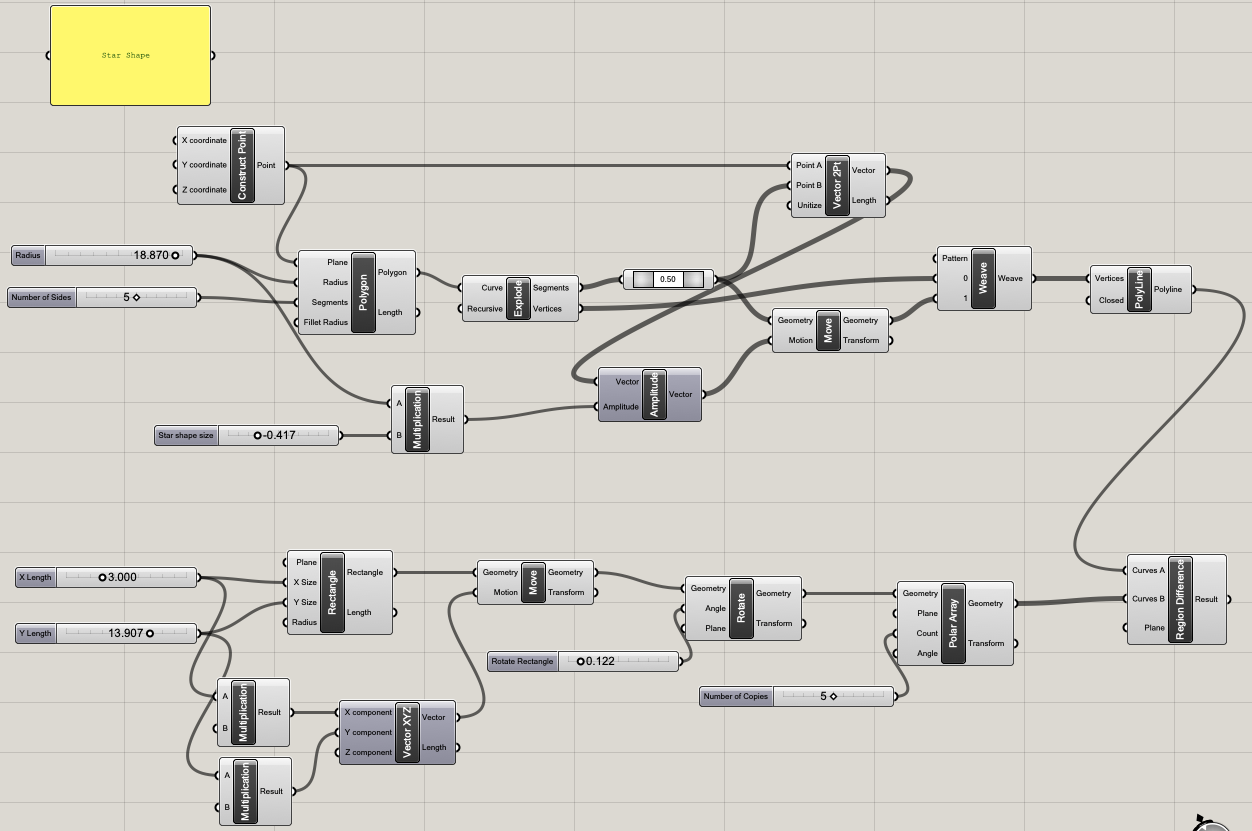 Star Shape
X coordinate
Y coordinate
Z coordinate
Construct Point
Point
Point A
Point B
Unitize
Vector 2Pt
Vector
Length
Radius
18.870
Number of Sides
5
Plane
Radius
Segments
Fillet Radius
Polygon
Polygon
Length
Curve
Recursive
Explode
Segments
Vertices
0.50
Pattern
0
1
Weave
Weave
Vertices
Closed
PolyLine
Polyline
Geometry
Motion
Move
Geometry
Transform
Vector
Amplitude
Amplitude
Vector
A
B
Multiplication
Result
Star shape size
-0.417
X Length
3.000
Y Length
13.907
Plane
X Size
Y Size
Radius
Rectangle
Rectangle
Length
Geometry
Motion
Move
Geometry
Transform
Geometry
Angle
Plane
Rotate
Geometry
Transform
Rotate Rectangle
0.122
Geometry
Plane
Count
Angle
Polar Array
Geometry
Transform
Number of Copies
5
Curves A
Curves B
Plane
Region Difference
Result
A
B
Multiplication
Result
X component
Y component
Z component
Vector XYZ
Vector
Length
A
B
Multiplication
Result